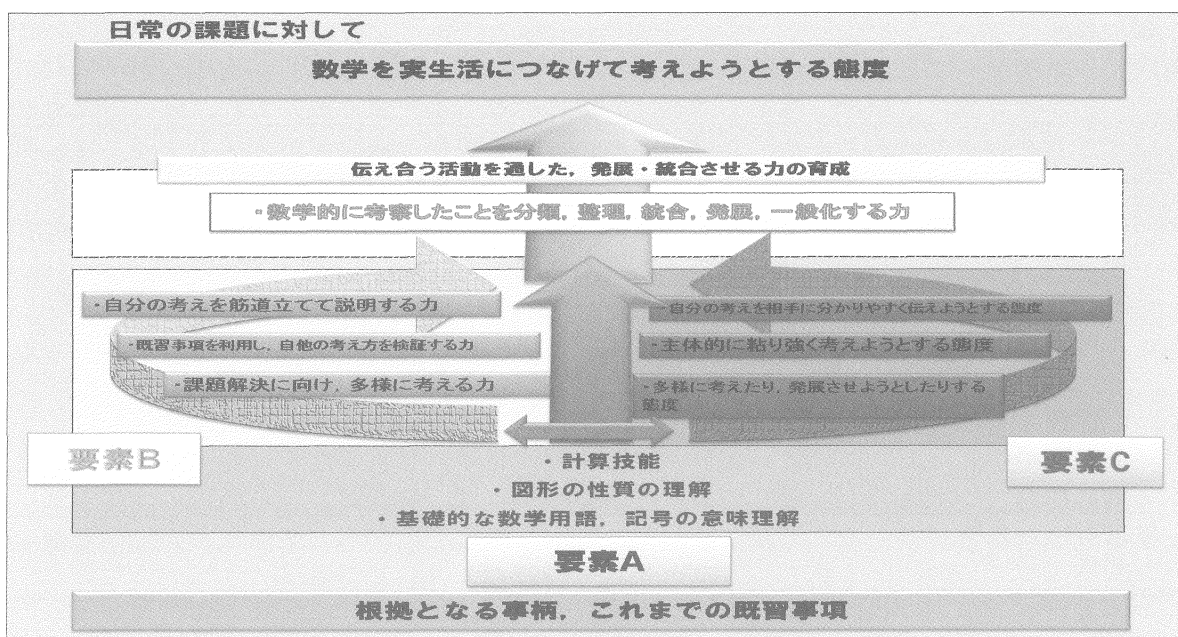 日常の課題に対して
数学を実生活につなげて考えようとする態度
伝え合う活動を通した，発展・統合させる力の育成
・数学的に考察したことを分類，整理，統合，発展，一般化する力
・自分の考えを筋道立てて説明する力
・既習事項を利用し，自他の考え方を検証する力
・課題解決に向け，多様に考える力
・自分の考えを相手に分かりやすく伝えようとする態度
・主体的に粘り強く考えようとする態度
・多様に考えたり，発展させようとしたりする
態度
要素B
要素C
・計算技能
・図形の性質の理解
・基礎的な数学用語，記号の意味理解
要素A
根拠となる事柄，これまでの既習事項